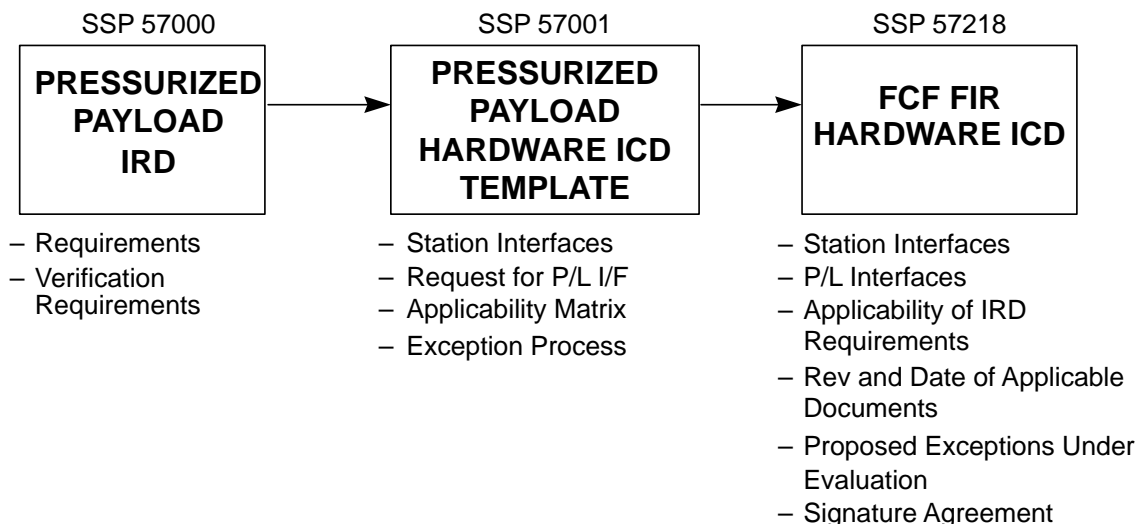 SSP 57000
PRESSURIZED
PAYLOAD
IRD
– Requirements
– Verification
Requirements
SSP 57001
PRESSURIZED
PAYLOAD
HARDWARE ICD
TEMPLATE
– Station Interfaces
– Request for P/L I/F
– Applicability Matrix
– Exception Process
SSP 57218
FCF FIR
HARDWARE ICD
– Station Interfaces
– P/L Interfaces
– Applicability of IRD
Requirements
– Rev and Date of Applicable
Documents
– Proposed Exceptions Under
Evaluation
– Signature Agreement